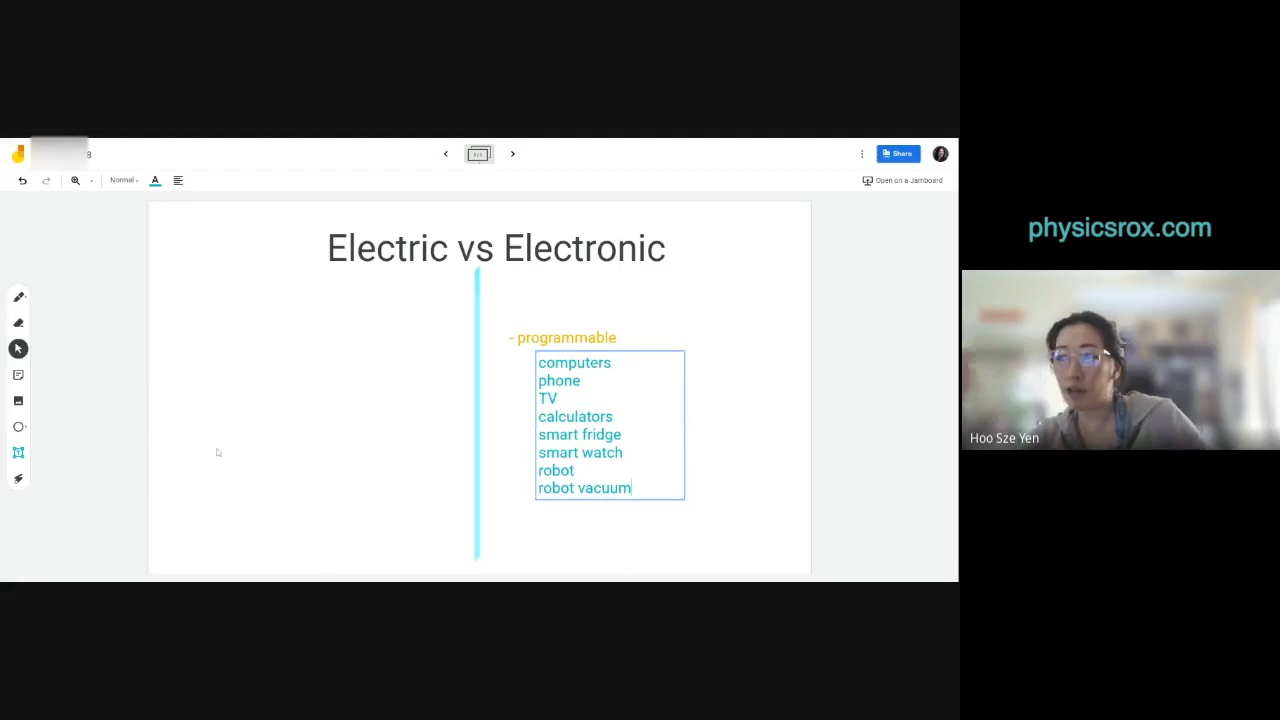 8
Share
Normal
A
Open on a Jamboard
Electric vs Electronic
- programmable
computers
phone
TV
calculators
smart fridge
smart watch
robot
robot vacuum
physicsrox.com
Hoo Sze Yen